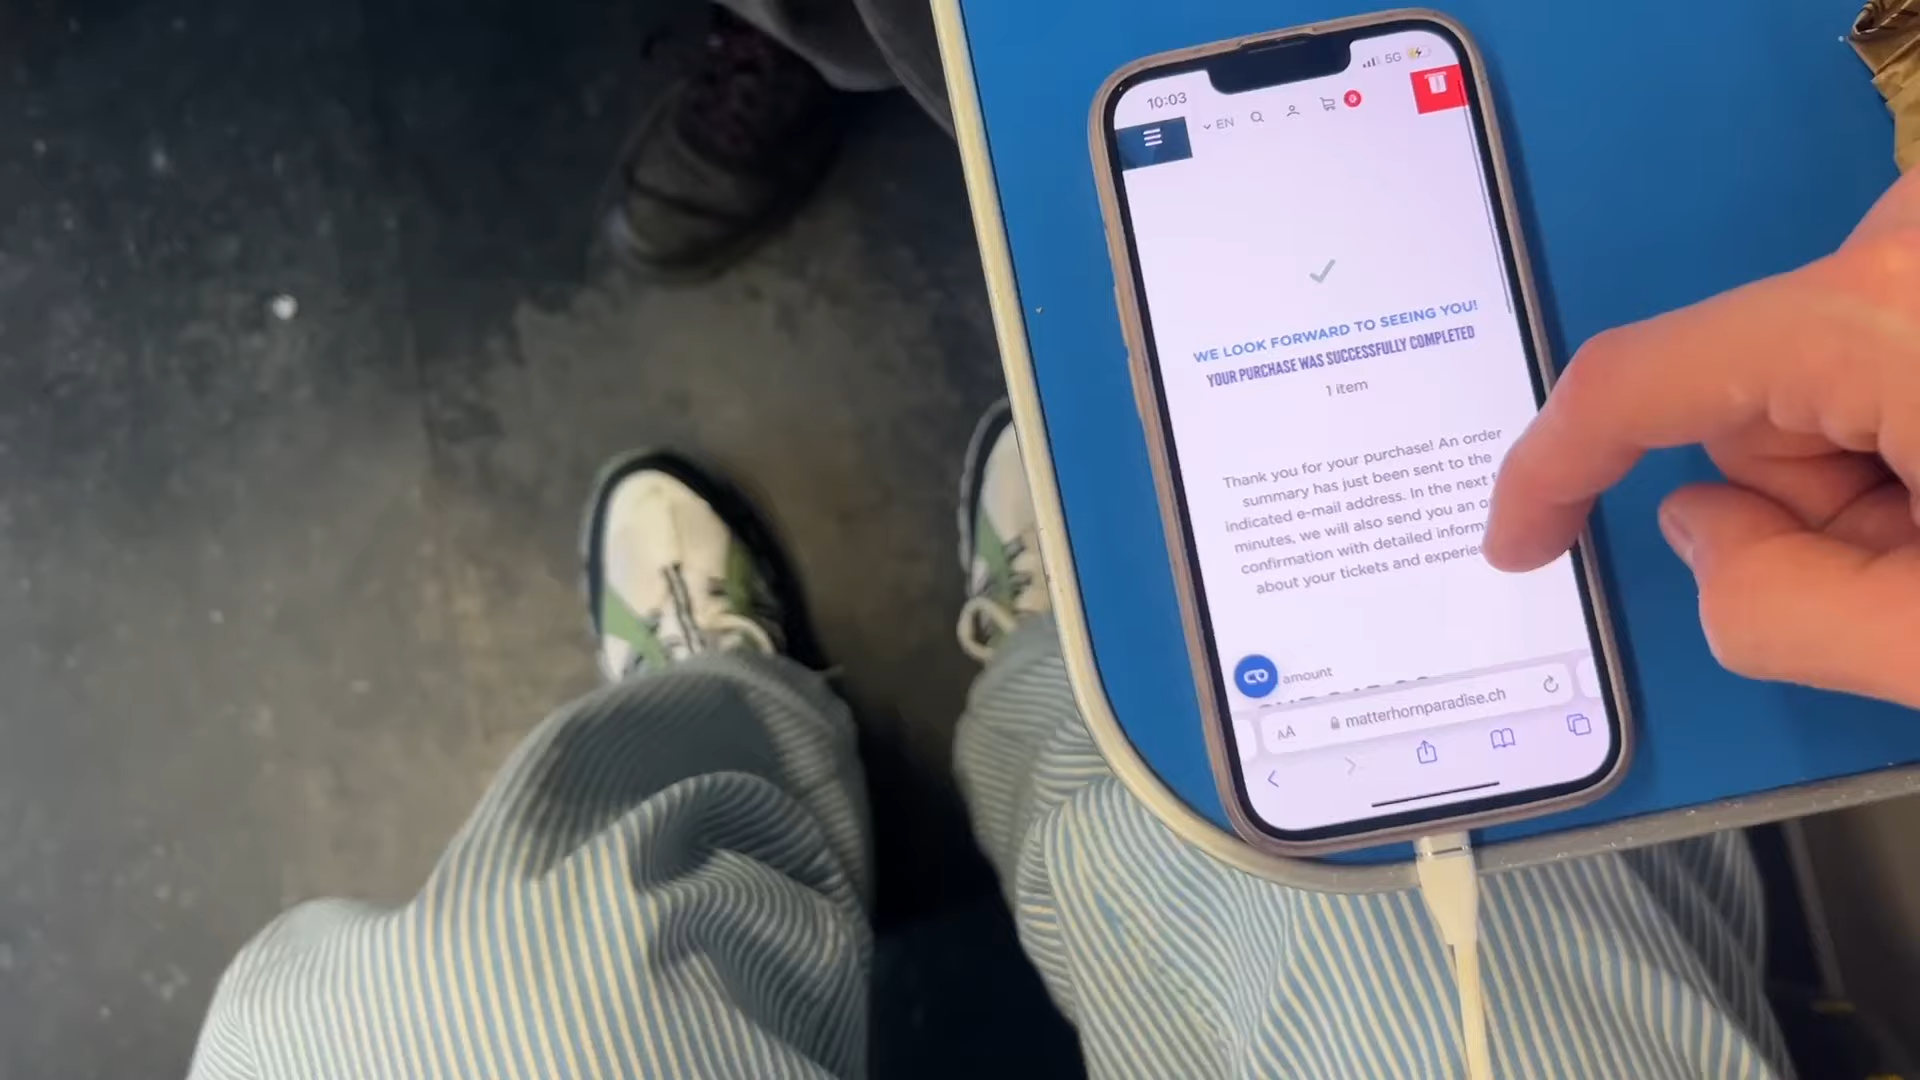 10:03
5G
EN
0
WE LOOK FORWARD TO SEEING YOU!
YOUR PURCHASE WAS SUCCESSFULLY COMPLETED
1 item
Thank you for your purchase! An order
summary has just been sent to the
indicated e-mail address. In the next
minutes, we will also send you an
confirmation with detailed inform
about your tickets and experie
amount
AA matterhornparadise.ch